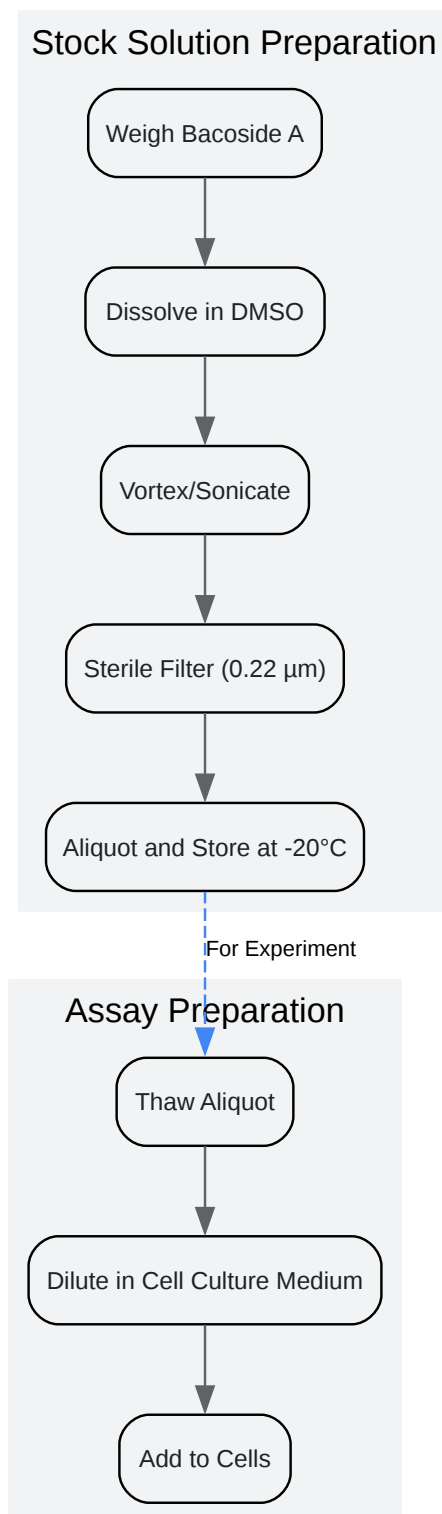 Stock Solution Preparation
Weigh Bacoside A
Dissolve in DMSO
Vortex/Sonicate
Sterile Filter (0.22 µm)
Aliquot and Store at -20°C
For Experiment
Assay Preparation
Thaw Aliquot
Dilute in Cell Culture Medium
Add to Cells